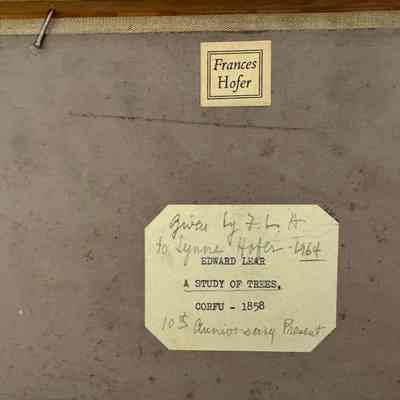 Frances
Hofer
Given by F. L. H
to Lynne Hofer - 1964
EDWARD LEAR
A STUDY OF TREES,
CORFU - 1858
10th Anniversary Present